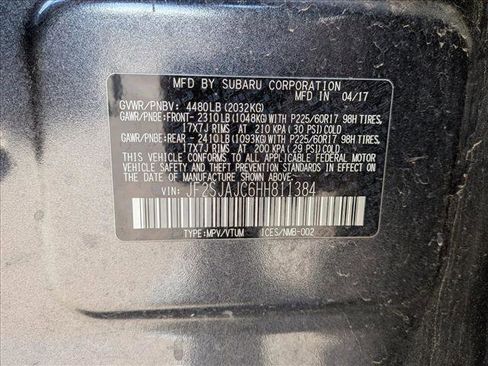 MFD BY SUBARU CORPORATION
GVWR/PNBV: 4480LB(2032KG) MFD IN 04/17
GAWR/PNBE:FRONT- 2310LB(1048KG)WITH P225/60R17 98H TIRES,
17X7J RIMS AT 210 KPA(30 PSI)COLD
GAWR/PNBE:REAR - 2410LB(1093KG)WITH P225/60R17 98H TIRES,
17X7J RIMS AT 200 KPA(29 PSI)COLD
THIS VEHICLE CONFORMS TO ALL APPLICABLE FEDERAL MOTOR
VEHICLE SAFETY AND BUMPER STANDARDS IN EFFECT ON
THE DATE OF MANUFACTURE SHOWN ABOVE.
VIN: JF2SJAJC6HH811384
TYPE:MPV/VTUM ICES/NMB-002